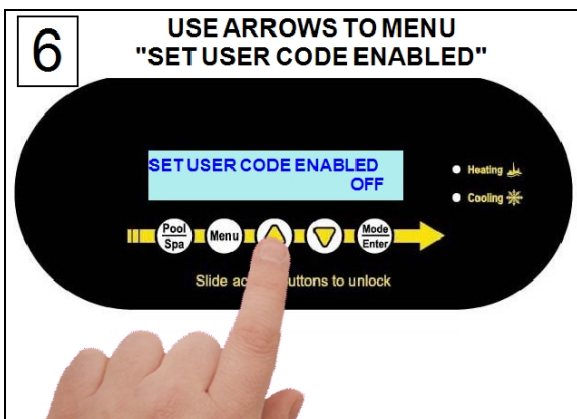 6
USE ARROWS TO MENU
"SET USER CODE ENABLED"
SET USER CODE ENABLED
OFF
Heating
Cooling
Pool
Spa
Menu
Mode
Enter
Slide to unlock